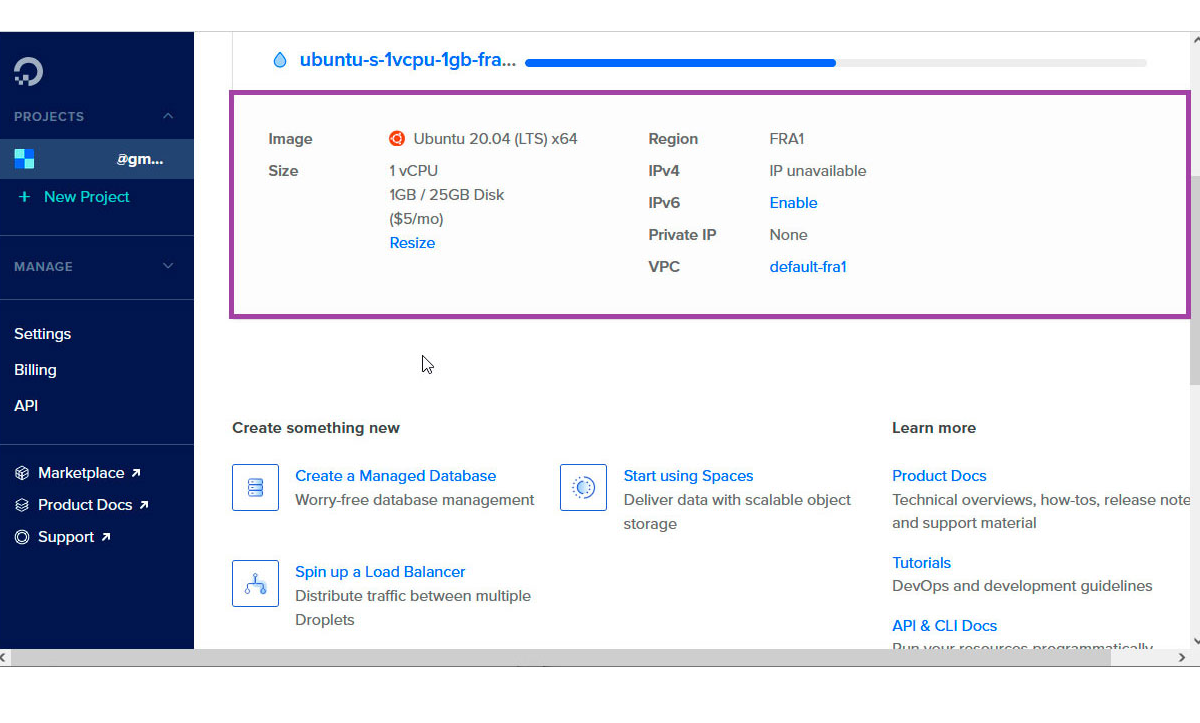 PROJECTS
@gm...
+ New Project
MANAGE
Settings
Billing
API
Marketplace
Product Docs
Support
ubuntu-s-1vcpu-1gb-fra...
Image
Ubuntu 20.04 (LTS) x64
Size
1 vCPU
1GB / 25GB Disk
($5/mo)
Resize
Region
FRA1
IPv4
IP unavailable
IPv6
Enable
Private IP
None
VPC
default-fra1
Create something new
Create a Managed Database
Worry-free database management
Start using Spaces
Deliver data with scalable object
storage
Spin up a Load Balancer
Distribute traffic between multiple
Droplets
Learn more
Product Docs
Technical overviews, how-tos, release note
and support material
Tutorials
DevOps and development guidelines
API & CLI Docs
Run your resources programmatically